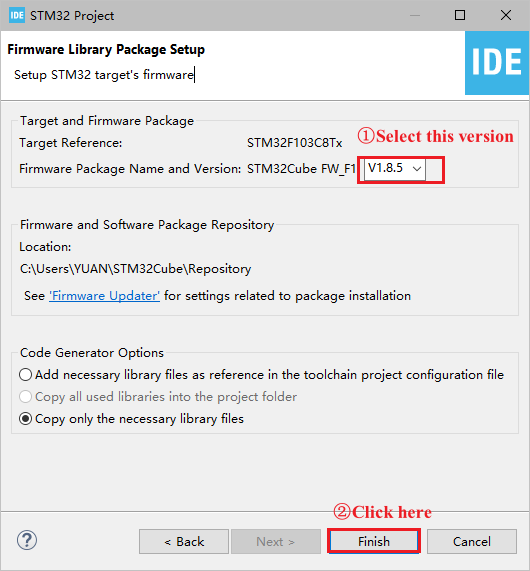 IDE STM32 Project
Firmware Library Package Setup
Setup STM32 target's firmware
IDE
Target and Firmware Package
①Select this version
Target Reference: STM32F103C8Tx
Firmware Package Name and Version: STM32Cube FW_F1 V1.8.5
Firmware and Software Package Repository
Location:
C:\Users\YUAN\STM32Cube\Repository
See 'Firmware Updater' for settings related to package installation
Code Generator Options
Add necessary library files as reference in the toolchain project configuration file
Copy all used libraries into the project folder
Copy only the necessary library files
②Click here
? < Back Next > Finish Cancel